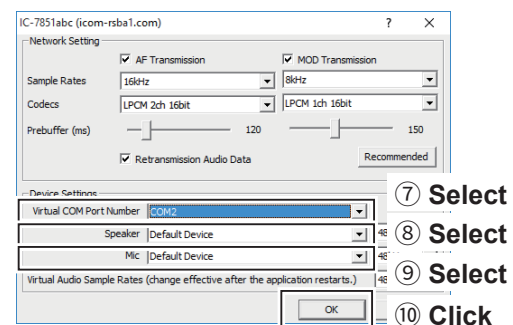 IC-7851abc (icom-rsba1.com) ? ×
Network Setting
AF Transmission MOD Transmission
Sample Rates 16kHz 8kHz
Codecs LPCM 2ch 16bit LPCM 1ch 16bit
Prebuffer (ms) 120 150
Retransmission Audio Data Recommended
Device Settings
Virtual COM Port Number COM2 ⑦ Select
Speaker Default Device 48 ⑧ Select
Mic Default Device 48 ⑨ Select
Virtual Audio Sample Rates (change effective after the application restarts.) 48
OK ⑩ Click